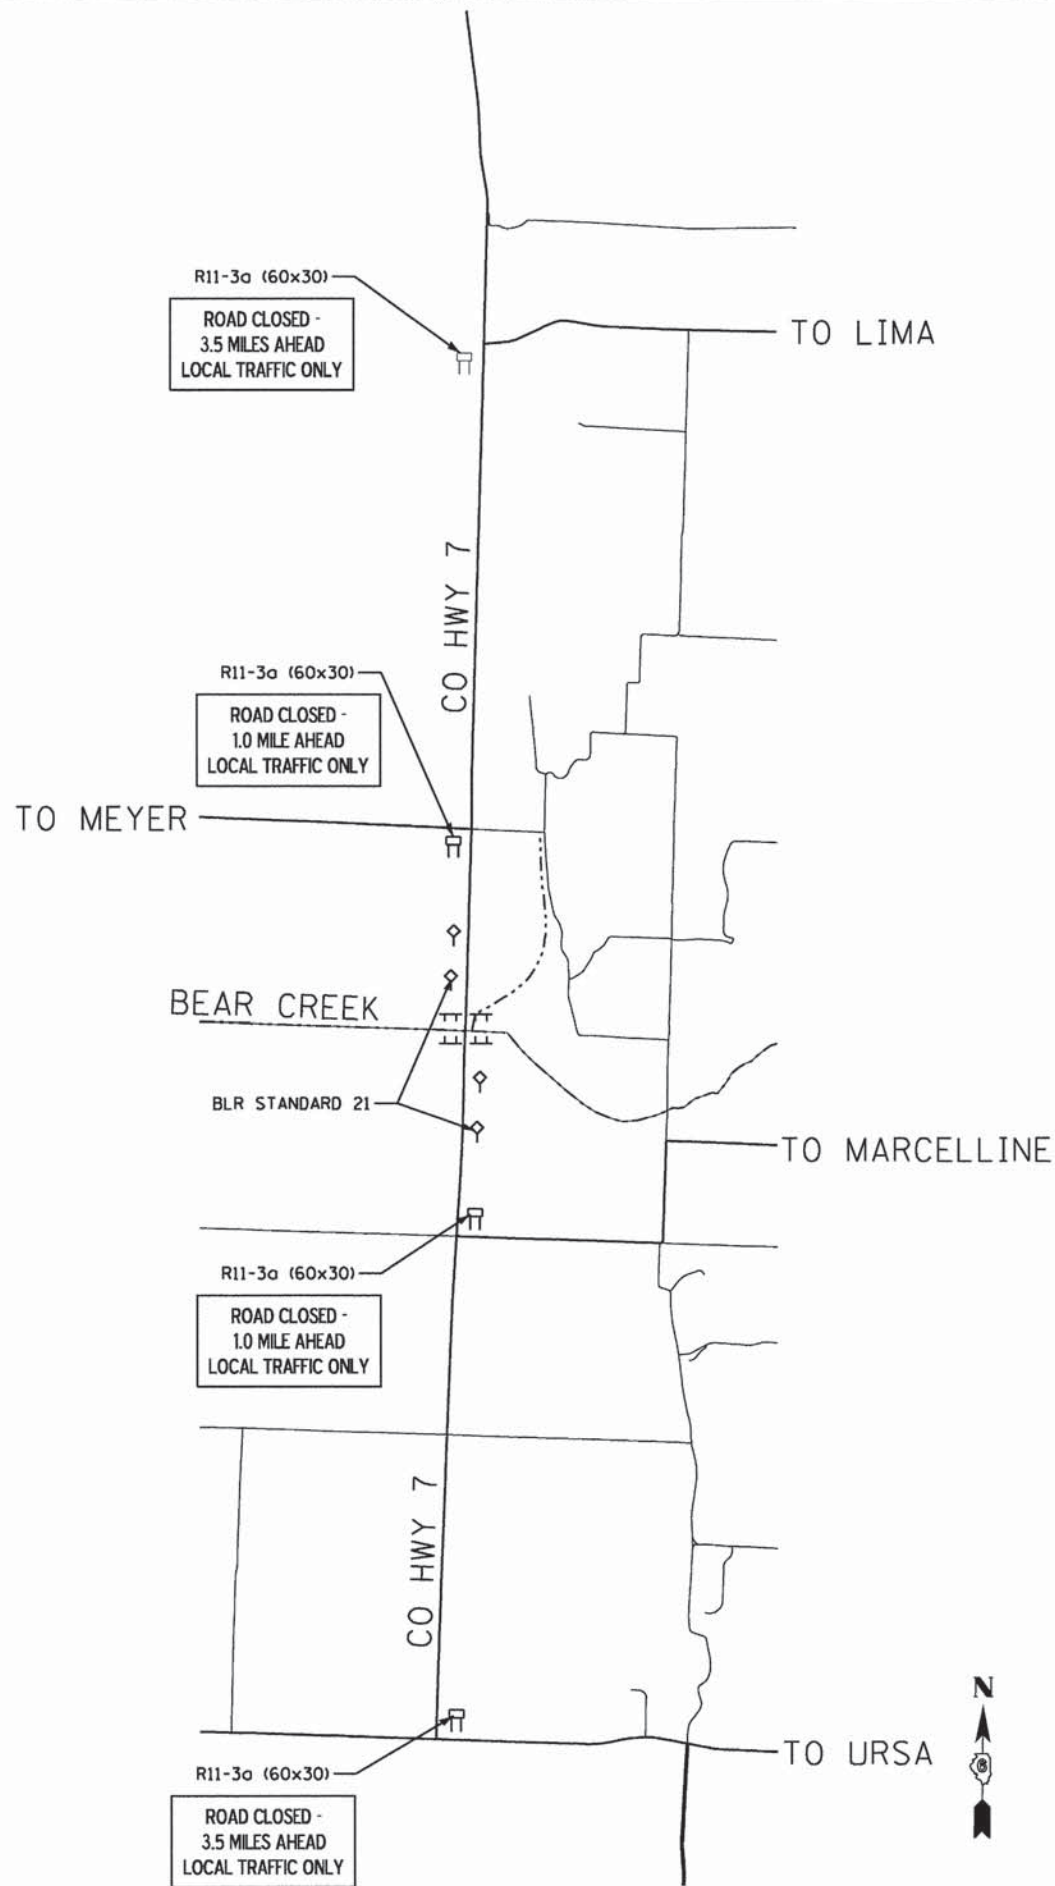 R11-3a (60x30)
ROAD CLOSED -
3.5 MILES AHEAD
LOCAL TRAFFIC ONLY
TO LIMA
CO HWY 7
R11-3a (60x30)
ROAD CLOSED -
1.0 MILE AHEAD
LOCAL TRAFFIC ONLY
TO MEYER
BEAR CREEK
BLR STANDARD 21
TO MARCELLINE
R11-3a (60x30)
ROAD CLOSED -
1.0 MILE AHEAD
LOCAL TRAFFIC ONLY
CO HWY 7
N
TO URSA
6
R11-3a (60x30)
ROAD CLOSED -
3.5 MILES AHEAD
LOCAL TRAFFIC ONLY